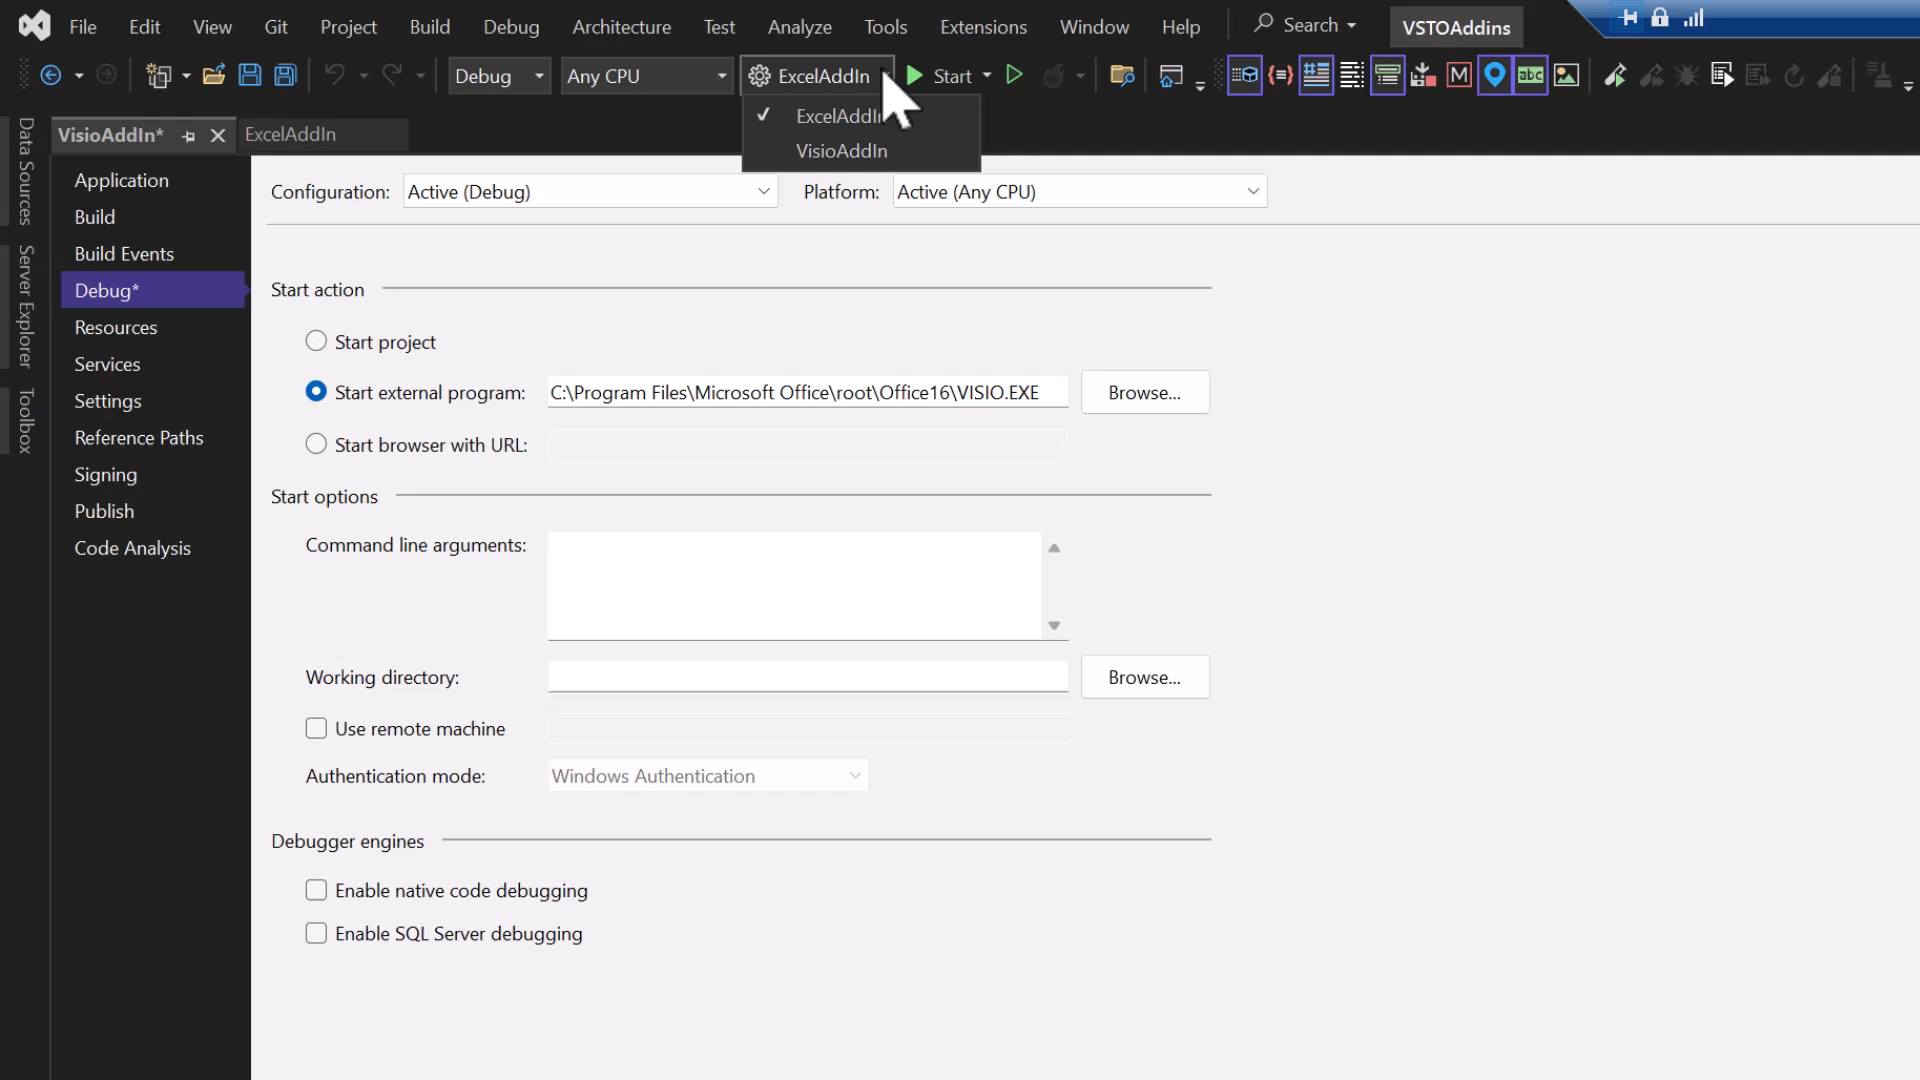 File Edit View Git Project Build Debug Architecture Test Analyze Tools Extensions Window Help Search VSTOAddins
Debug Any CPU ExcelAddIn Start
ExcelAddIn
VisioAddIn
VisioAddIn* ExcelAddIn
Data Sources
Server Explorer
Toolbox
Application
Build
Build Events
Debug*
Resources
Services
Settings
Reference Paths
Signing
Publish
Code Analysis
Configuration: Active (Debug) Platform: Active (Any CPU)
Start action
Start project
Start external program: C:\Program Files\Microsoft Office\root\Office16\VISIO.EXE Browse...
Start browser with URL:
Start options
Command line arguments:
Working directory: Browse...
Use remote machine
Authentication mode: Windows Authentication
Debugger engines
Enable native code debugging
Enable SQL Server debugging